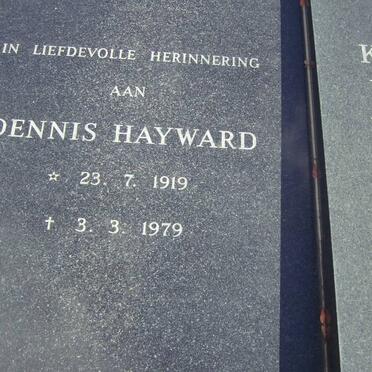 IN LIEFDEVOLLE HERINNERING
AAN
DENNIS HAYWARD
☆ 23. 7. 1919
† 3. 3. 1979
K